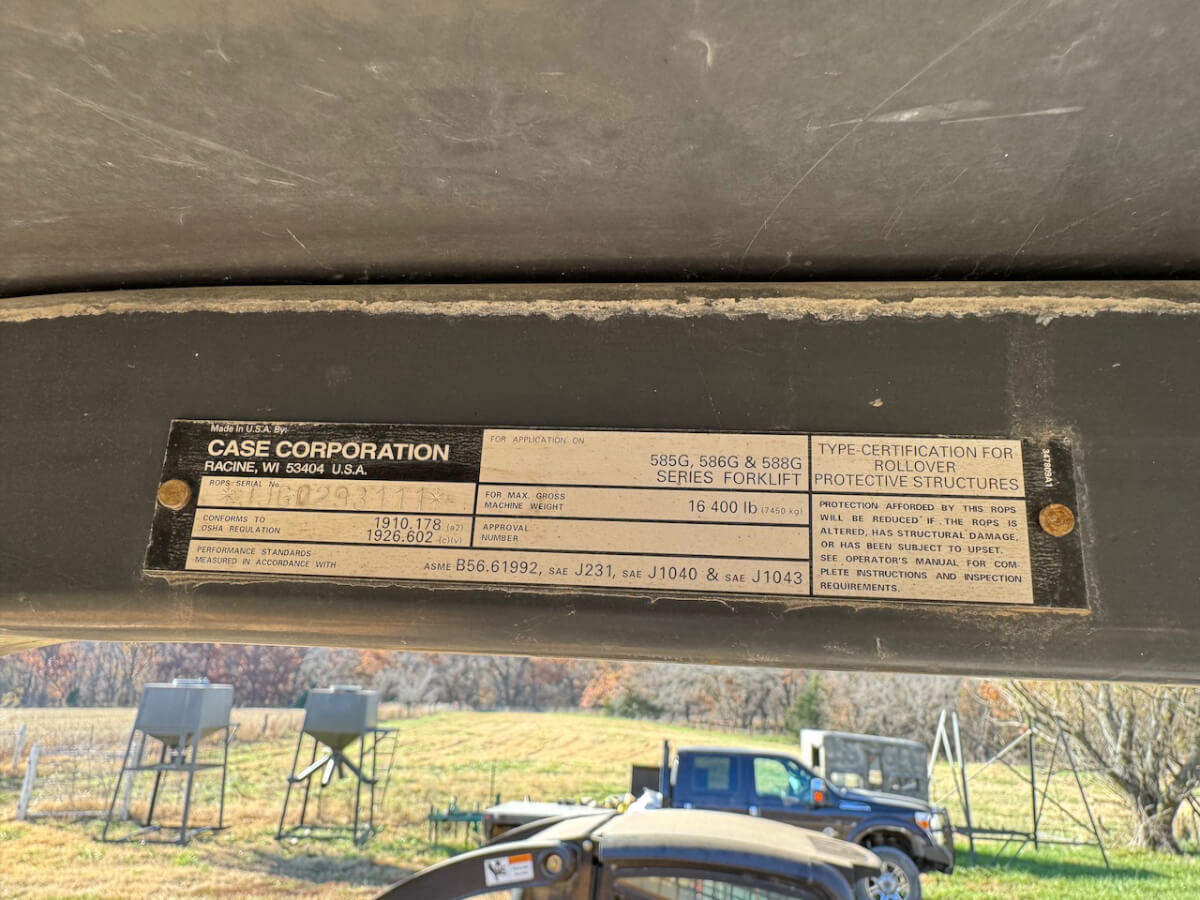 Made in U.S.A. By:
CASE CORPORATION
RACINE, WI 53404 U.S.A.
ROPS SERIAL No.
CONFORMS TO
OSHA REGULATION
1910.178 (a2)
1926.602 (c)(v)
PERFORMANCE STANDARDS
MEASURED IN ACCORDANCE WITH
ASME B56.61992, SAE J231, SAE J1040 & SAE J1043
FOR APPLICATION ON
585G, 586G & 588G
SERIES FORKLIFT
FOR MAX. GROSS
MACHINE WEIGHT
16 400 lb (7450 kg)
APPROVAL
NUMBER
TYPE-CERTIFICATION FOR
ROLLOVER
PROTECTIVE STRUCTURES
PROTECTION AFFORDED BY THIS ROPS
WILL BE REDUCED IF THE ROPS IS
ALTERED, HAS STRUCTURAL DAMAGE,
OR HAS BEEN SUBJECT TO UPSET.
SEE OPERATOR'S MANUAL FOR COM-
PLETE INSTRUCTIONS AND INSPECTION
REQUIREMENTS.
347809A1